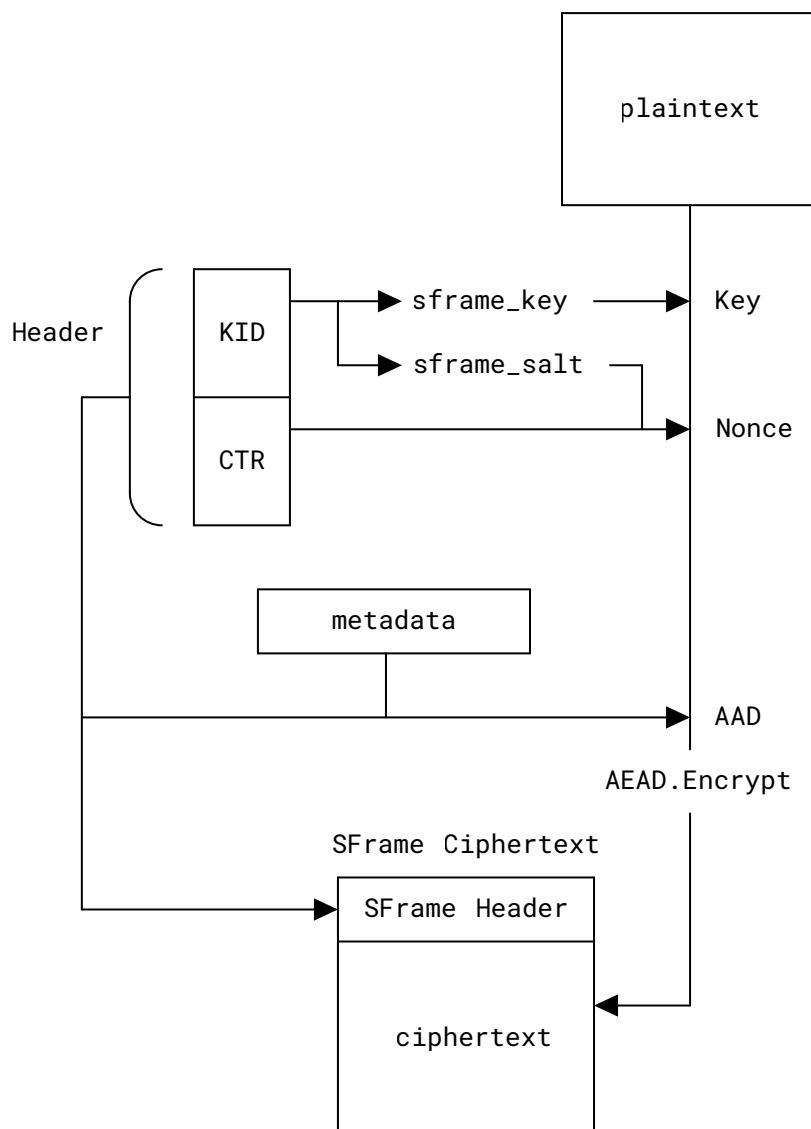 plaintext
sframe_key
Key
Header
KID
sframe_salt
Nonce
CTR
metadata
AAD
AEAD.Encrypt
SFrame Ciphertext
SFrame Header
ciphertext